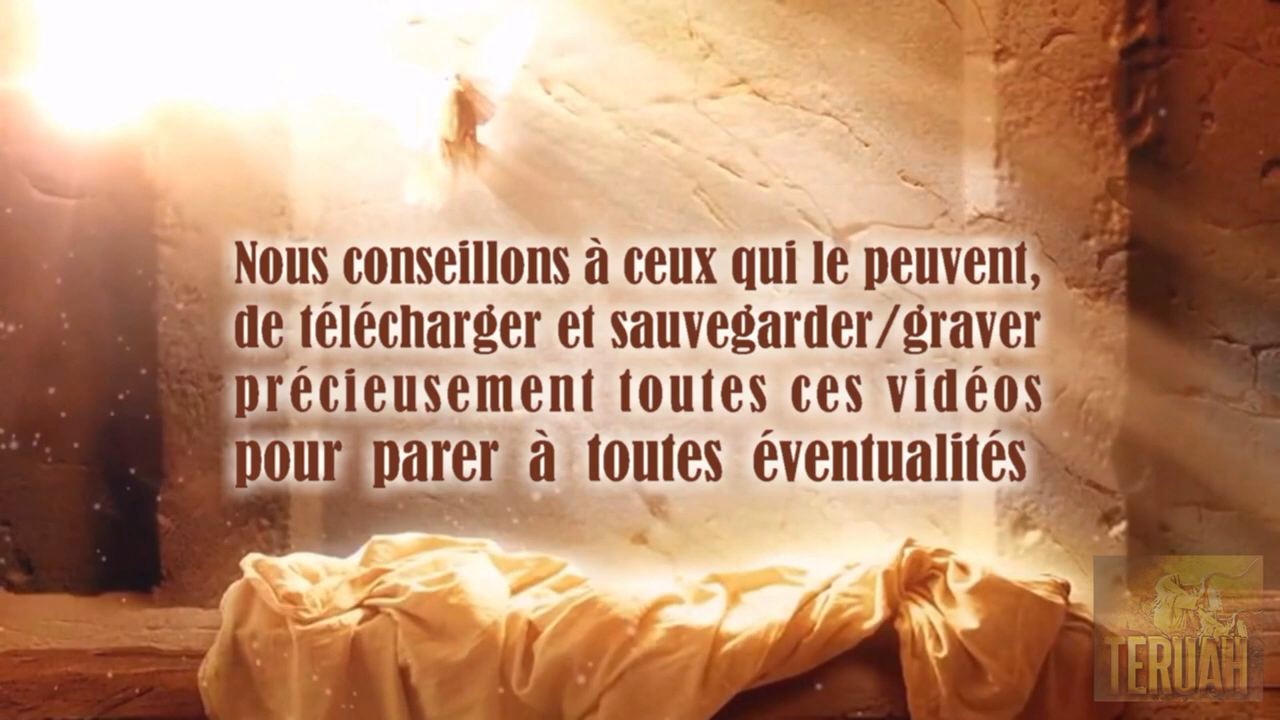 Nous conseillons à ceux qui le peuvent,
de télécharger et sauvegarder/graver
précieusement toutes ces vidéos
pour parer à toutes éventualités
TERUAH